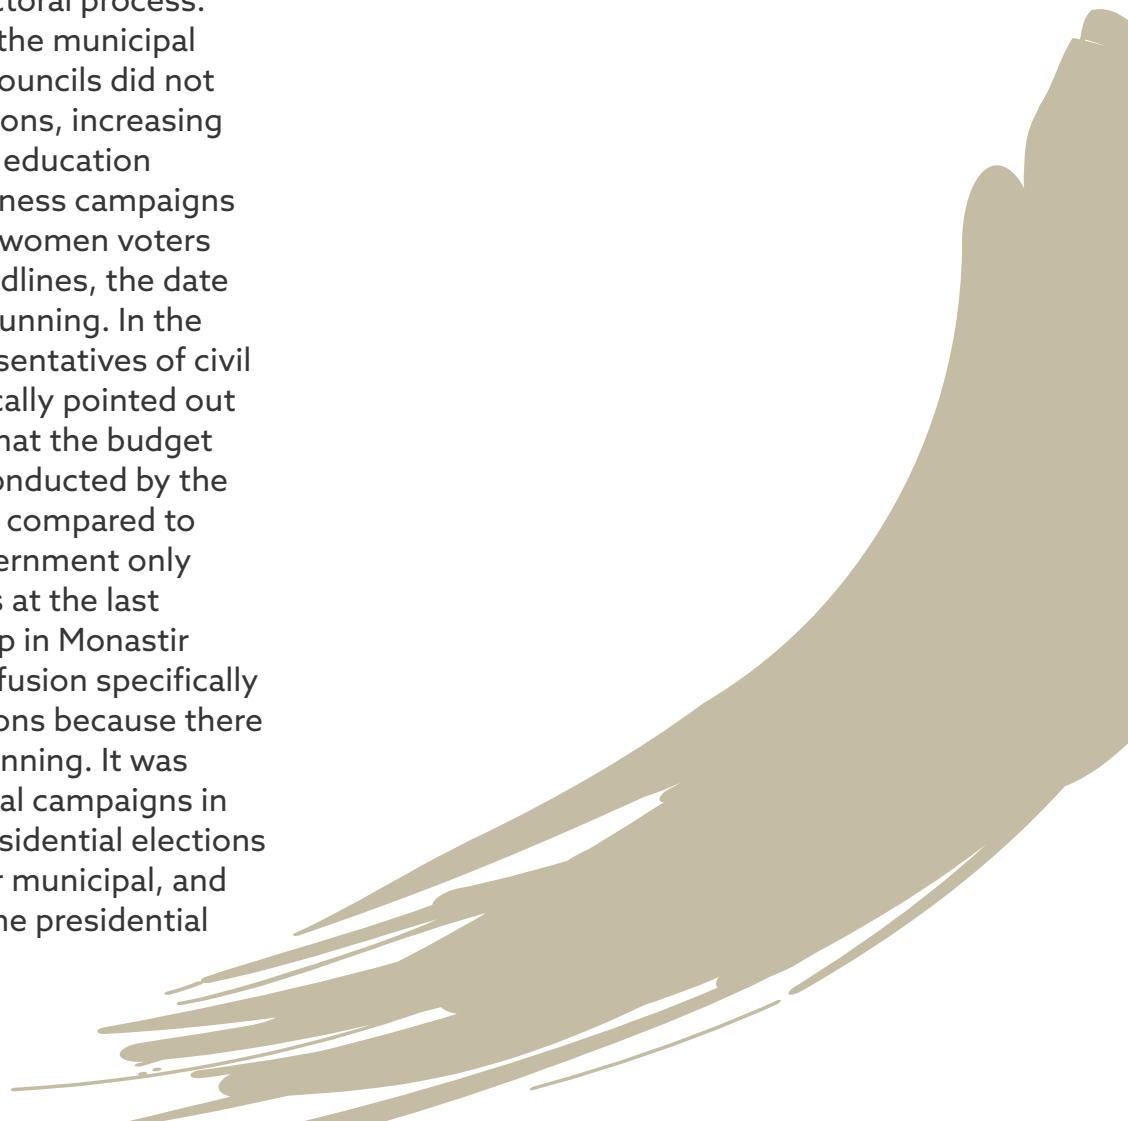 ctoral process.
the municipal
ouncils did not
ons, increasing
education
ness campaigns
women voters
dlines, the date
unning. In the
sentatives of civil
cally pointed out
hat the budget
onducted by the
compared to
ernment only
s at the last
p in Monastir
fusion specifically
ons because there
nning. It was
al campaigns in
sidential elections
r municipal, and
he presidential